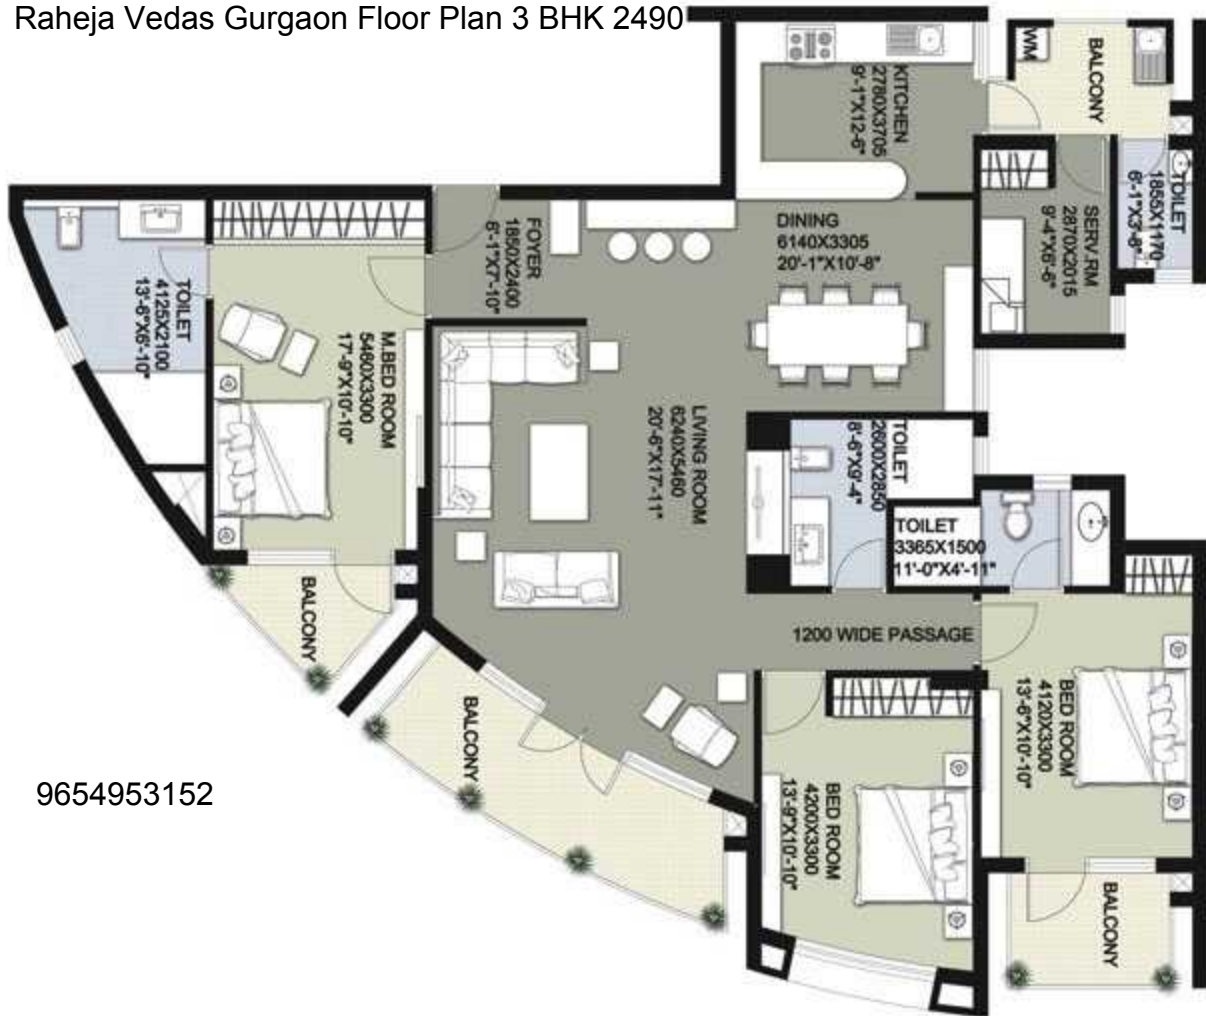 Raheja Vedas Gurgaon Floor Plan 3 BHK 2490
WM
BALCONY
KITCHEN
2780X3705
9'-1"X12-6"
TOILET
1855X1170
6'-1"X3'-8"
SERV.RM
2870X2015
9'-4"X6'-6"
DINING
6140X3305
20'-1"X10'-8"
FOYER
1850X2400
6'-1"X7'-10"
TOILET
4125X2100
13'-6"X6'-10"
M.BED ROOM
5460X3300
17'-9"X10'-10"
LIVING ROOM
6240X5460
20'-6"X17'-11"
TOILET
2600X2850
8'-6"X9'-4"
TOILET
3365X1500
11'-0"X4'-11"
BALCONY
1200 WIDE PASSAGE
BALCONY
BED ROOM
4120X3300
13'-6"X10'-10"
BED ROOM
4200X3300
13'-9"X10'-10"
BALCONY
9654953152